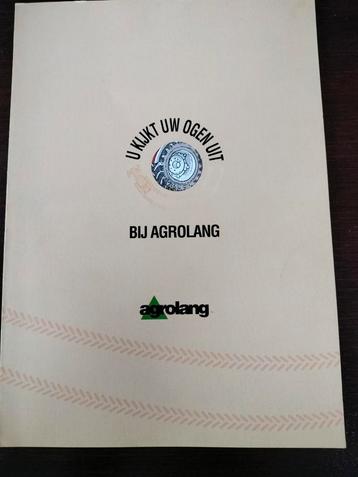 U KIJKT UW OGEN UIT
BIJ AGROLANG
agrolang